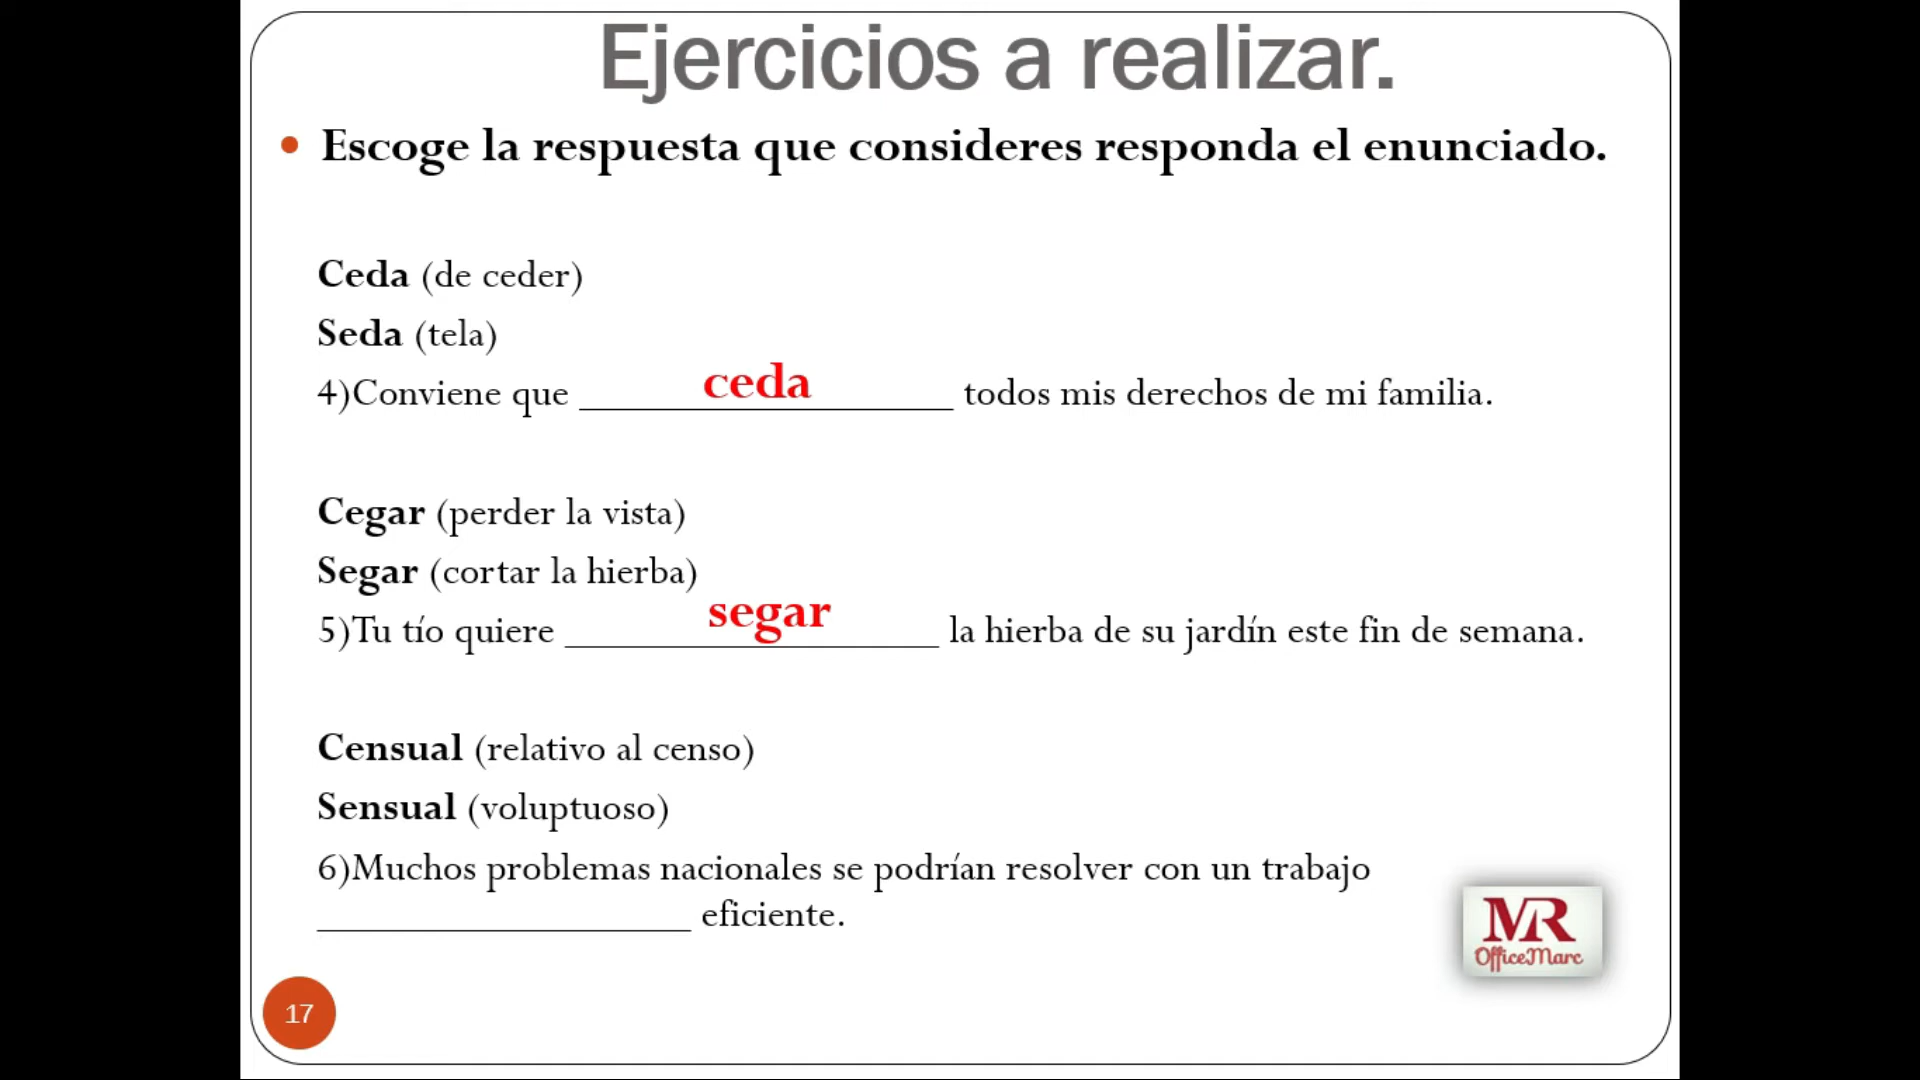 Ejercicios a realizar.
• Escoge la respuesta que consideres responda el enunciado.
Ceda (de ceder)
Seda (tela)
4)Conviene que ceda todos mis derechos de mi familia.
Cegar (perder la vista)
Segar (cortar la hierba)
5)Tu tío quiere segar la hierba de su jardín este fin de semana.
Censual (relativo al censo)
Sensual (voluptuoso)
6)Muchos problemas nacionales se podrían resolver con un trabajo
__________________ eficiente.
MR
OfficeMarc
17